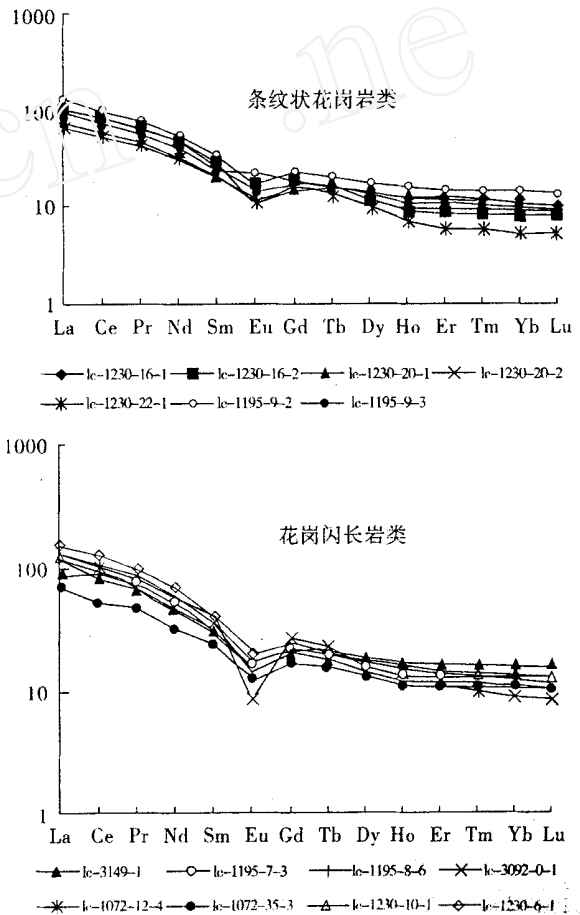 cn .ne
1000
条纹状花岗岩类
100
10
1
La Ce Pr Nd Sm Eu Gd Tb Dy Ho Er Tm Yb Lu
lc-1230-16-1 lc-1230-16-2 lc-1230-20-1 lc-1230-20-2
lc-1230-22-1 lc-1195-9-2 lc-1195-9-3
1000
花岗闪长岩类
100
10
1
La Ce Pr Nd Sm Eu Gd Tb Dy Ho Er Tm Yb Lu
lc-3149-1 lc-1195-7-3 lc-1195-8-6 lc-3092-0-1
lc-1072-12-4 lc-1072-35-3 lc-1230-10-1 lc-1230-6-1